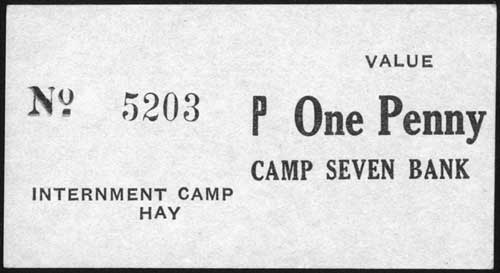 VALUE
Nº 5203
P One Penny
CAMP SEVEN BANK
INTERNMENT CAMP
HAY